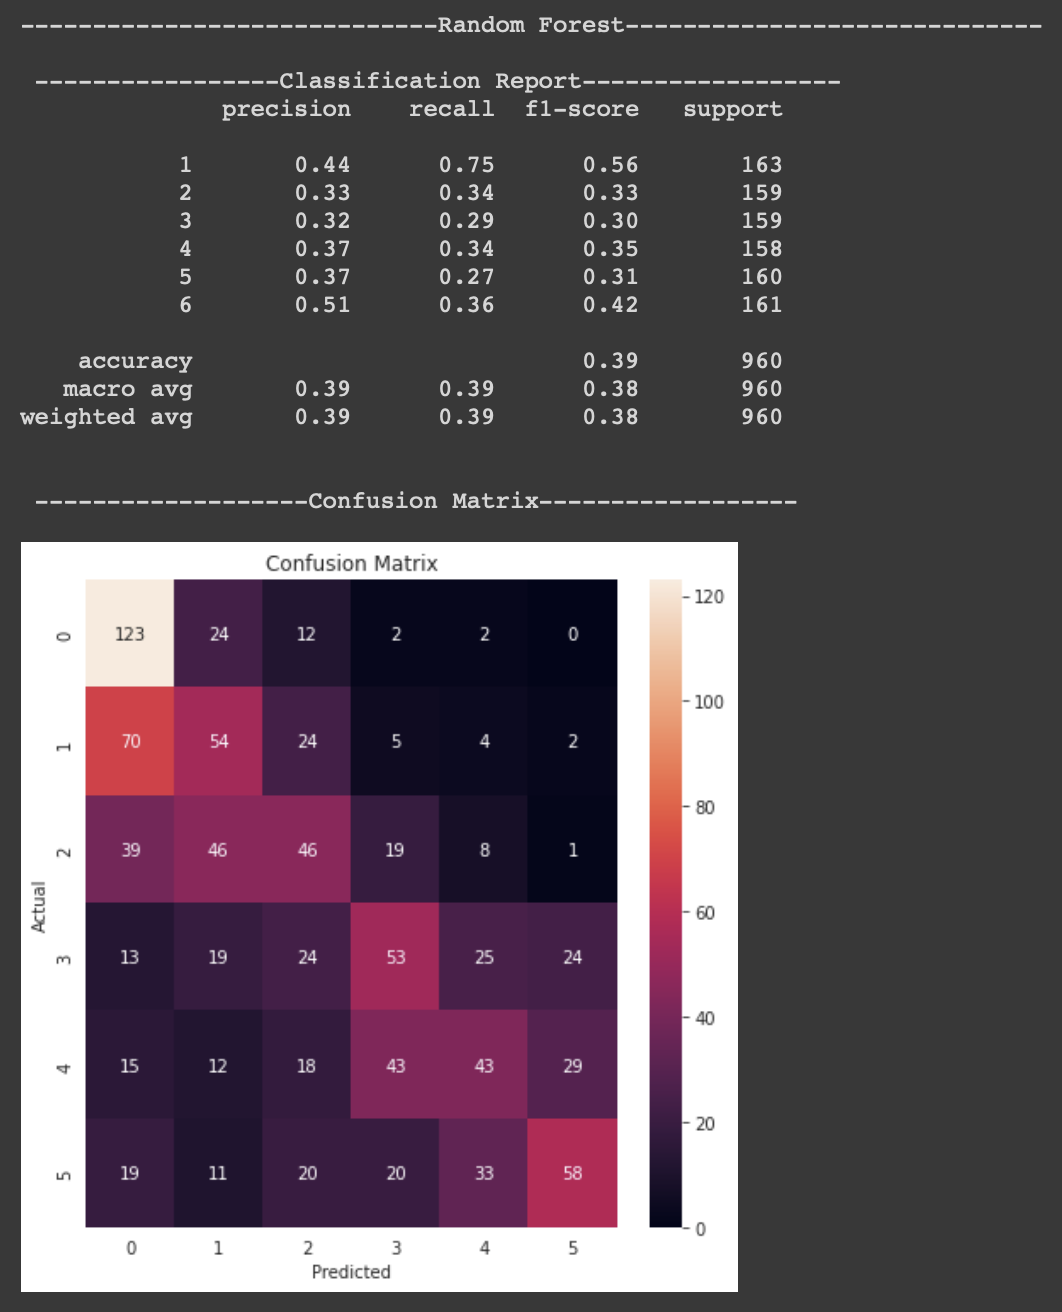 -----------------------------Random Forest-----------------------------
-----------------Classification Report------------------
precision recall f1-score support
1 0.44 0.75 0.56 163
2 0.33 0.34 0.33 159
3 0.32 0.29 0.30 159
4 0.37 0.34 0.35 158
5 0.37 0.27 0.31 160
6 0.51 0.36 0.42 161
accuracy 0.39 960
macro avg 0.39 0.39 0.38 960
weighted avg 0.39 0.39 0.38 960
-------------------Confusion Matrix------------------
Confusion Matrix
0 123 24 12 2 2 0
1 70 54 24 5 4 2
2 39 46 46 19 8 1
3 13 19 24 53 25 24
4 15 12 18 43 43 29
5 19 11 20 20 33 58
0 1 2 3 4 5
Predicted
Actual
120
100
80
60
40
20
0